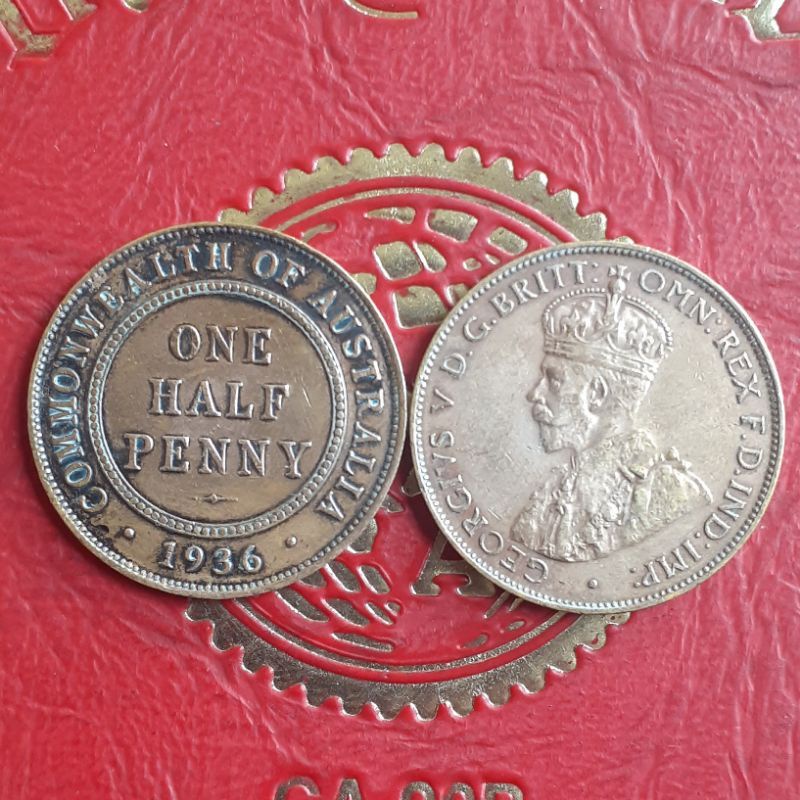 COMMONWEALTH OF AUSTRALIA
ONE
HALF
PENNY
· 1936 ·
GEORGIVS V D.G.BRITT: OMN: REX F.D.IND:IMP: